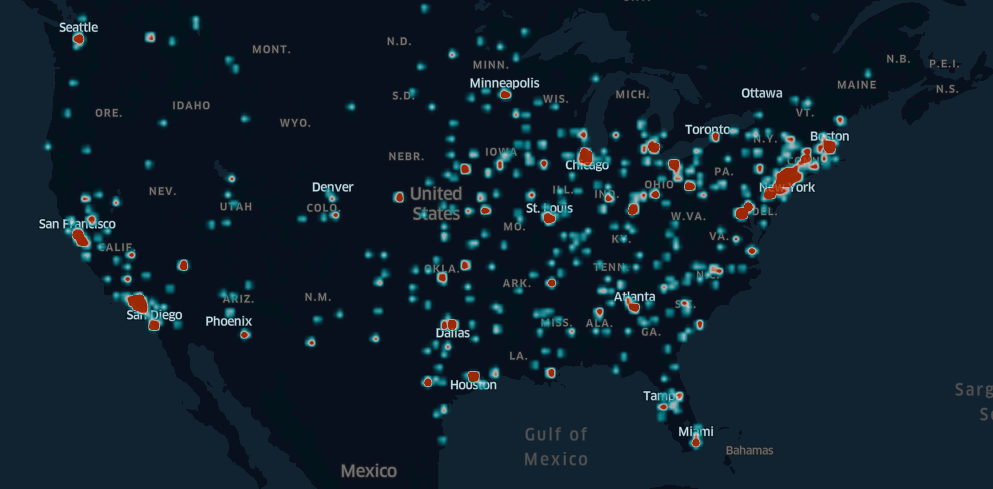 Seattle
MONT.
N.D.
MINN.
N.B.
P.E.I.
Minneapolis
MAINE
N.S.
ORE.
IDAHO
S.D.
WIS.
MICH.
Ottawa
VT.
WYO.
Toronto
N.Y.
Boston
NEBR.
IOWA
Chicago
CONN.
PA.
NEV.
UTAH
Denver
COLO.
United
States
ILL.
IND.
OHIO
New York
St. Louis
DEL.
San Francisco
MO.
W.VA.
CALIF.
KY.
VA.
OKLA.
TENN.
N.C.
ARIZ.
N.M.
ARK.
Atlanta
S.C.
San Diego
Phoenix
Dallas
MISS.
ALA.
GA.
LA.
Houston
Tampa
Miami
Gulf of
Mexico
Bahamas
Sarg
Mexico